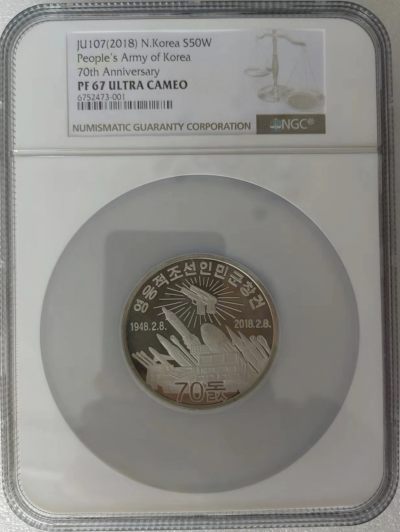 JU107(2018) N.Korea S50W
People's Army of Korea
70th Anniversary
PF 67 ULTRA CAMEO
6752473-001
NUMISMATIC GUARANTY CORPORATION
NGC®
영웅적조선인민군창건
1948.2.8.
2018.2.8.
70돐